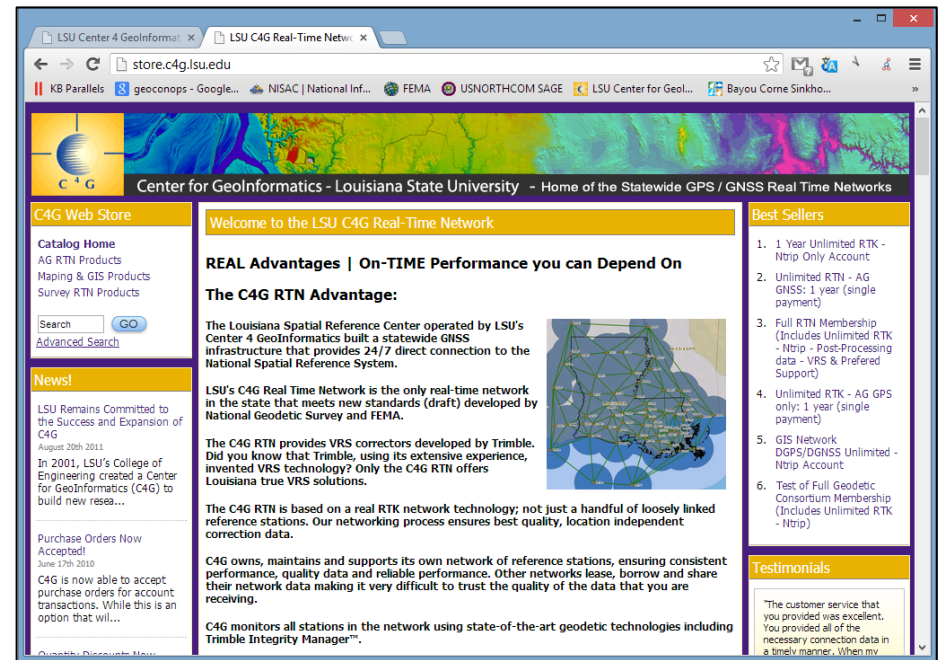 LSU Center 4 GeoInformat
LSU C4G Real-Time Netwo
store.c4g.lsu.edu
KB Parallels
geoconops - Google...
NISAC | National Inf...
FEMA
USNORTHCOM SAGE
LSU Center for Geol...
Bayou Corne Sinkho...
»
C4G
Center for GeoInformatics - Louisiana State University - Home of the Statewide GPS / GNSS Real Time Networks
C4G Web Store
Catalog Home
AG RTN Products
Maping & GIS Products
Survey RTN Products
Search GO
Advanced Search
News!
LSU Remains Committed to
the Success and Expansion of
C4G
August 20th 2011
In 2001, LSU's College of
Engineering created a Center
for GeoInformatics (C4G) to
build new resea...
Purchase Orders Now
Accepted!
June 17th 2010
C4G is now able to accept
purchase orders for account
transactions. While this is an
option that wil...
Quantity Discounts Now
Welcome to the LSU C4G Real-Time Network
REAL Advantages | On-TIME Performance you can Depend On
The C4G RTN Advantage:
The Louisiana Spatial Reference Center operated by LSU's
Center 4 GeoInformatics built a statewide GNSS
infrastructure that provides 24/7 direct connection to the
National Spatial Reference System.
LSU's C4G Real Time Network is the only real-time network
in the state that meets new standards (draft) developed by
National Geodetic Survey and FEMA.
The C4G RTN provides VRS correctors developed by Trimble.
Did you know that Trimble, using its extensive experience,
invented VRS technology? Only the C4G RTN offers
Louisiana true VRS solutions.
The C4G RTN is based on a real RTK network technology; not just a handful of loosely linked
reference stations. Our networking process ensures best quality, location independent
correction data.
C4G owns, maintains and supports its own network of reference stations, ensuring consistent
performance, quality data and reliable performance. Other networks lease, borrow and share
their network data making it very difficult to trust the quality of the data that you are
receiving.
C4G monitors all stations in the network using state-of-the-art geodetic technologies including
Trimble Integrity Manager™.
Best Sellers
1. 1 Year Unlimited RTK -
Ntrip Only Account
2. Unlimited RTN - AG
GNSS: 1 year (single
payment)
3. Full RTN Membership
(Includes Unlimited RTK
- Ntrip - Post-Processing
data - VRS & Prefered
Support)
4. Unlimited RTK - AG GPS
only: 1 year (single
payment)
5. GIS Network
DGPS/DGNSS Unlimited -
Ntrip Account
6. Test of Full Geodetic
Consortium Membership
(Includes Unlimited RTK
- Ntrip)
Testimonials
"The customer service that
you provided was excellent.
You provided all of the
necessary connection data in
a timely manner. When my